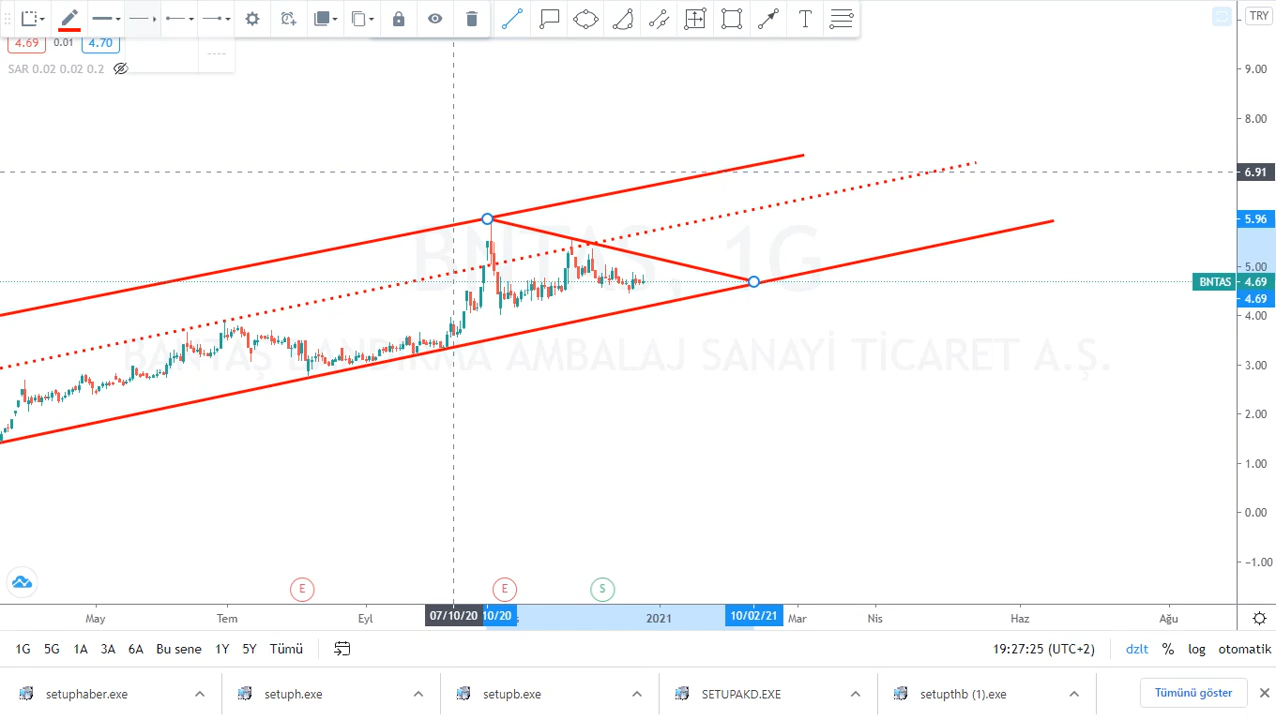 T
TRY
4.69 0.01 4.70
SAR 0.02 0.02 0.2
9.00
8.00
6.91
5.96
5.00
BNTAS 4.69
4.69
4.00
3.00
2.00
1.00
0.00
−1.00
BNTAS, 1G
BANTAŞ BANDIRMA AMBALAJ SANAYİ TİCARET A.Ş.
E E S
May Tem Eyl 07/10/20 10/20 2021 10/02/21 Mar Nis Haz Ağu
1G 5G 1A 3A 6A Bu sene 1Y 5Y Tümü 19:27:25 (UTC+2) dzlt % log otomatik
setuphaber.exe setuph.exe setuppb.exe SETUPAKD.EXE setupthb (1).exe Tümünü göster